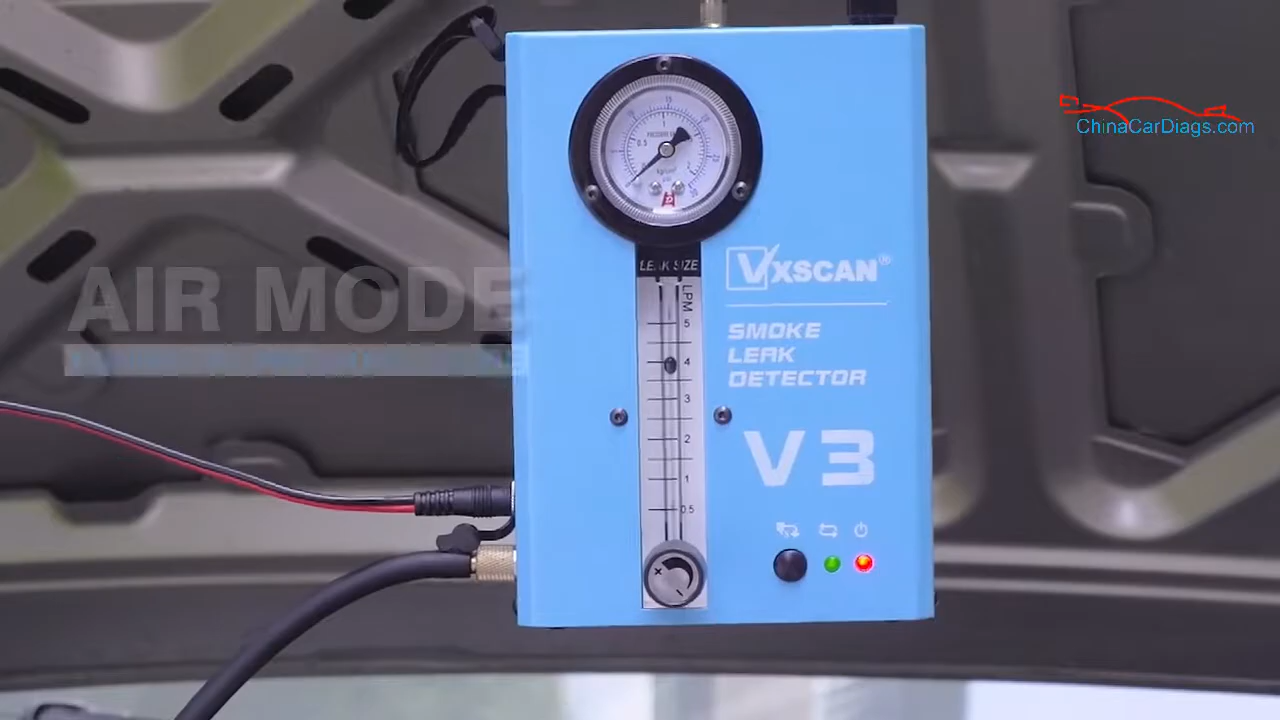 ChinaCarDiags.com
LEAK SIZE
VXSCAN®
LPM
AIR MODE
5
SMOKE
LEAK
DETECTOR
4
3
2
V3
1
0.5